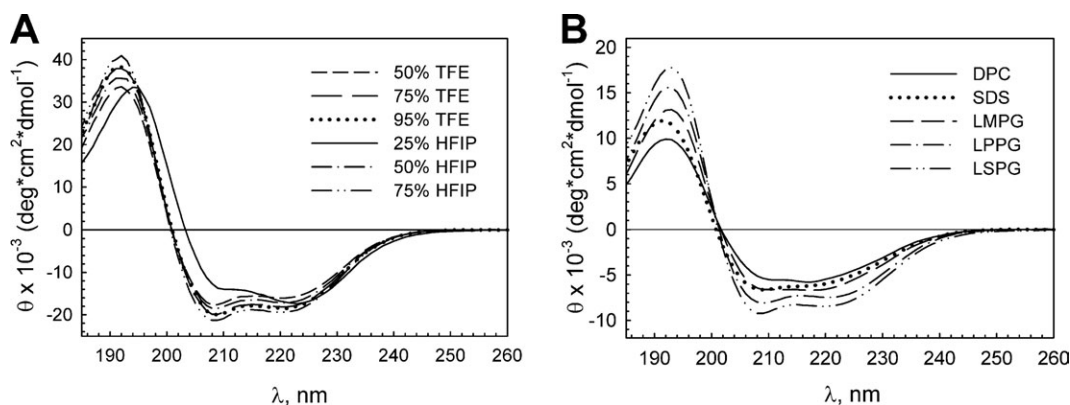 A
40
30
20
10
0
-10
-20
θ x 10⁻³ (deg*cm²*dmol⁻¹)
50% TFE
75% TFE
95% TFE
25% HFIP
50% HFIP
75% HFIP
190 200 210 220 230 240 250 260
λ, nm
B
20
15
10
5
0
-5
-10
θ x 10⁻³ (deg*cm²*dmol⁻¹)
DPC
SDS
LMPG
LPPG
LSPG
190 200 210 220 230 240 250 260
λ, nm